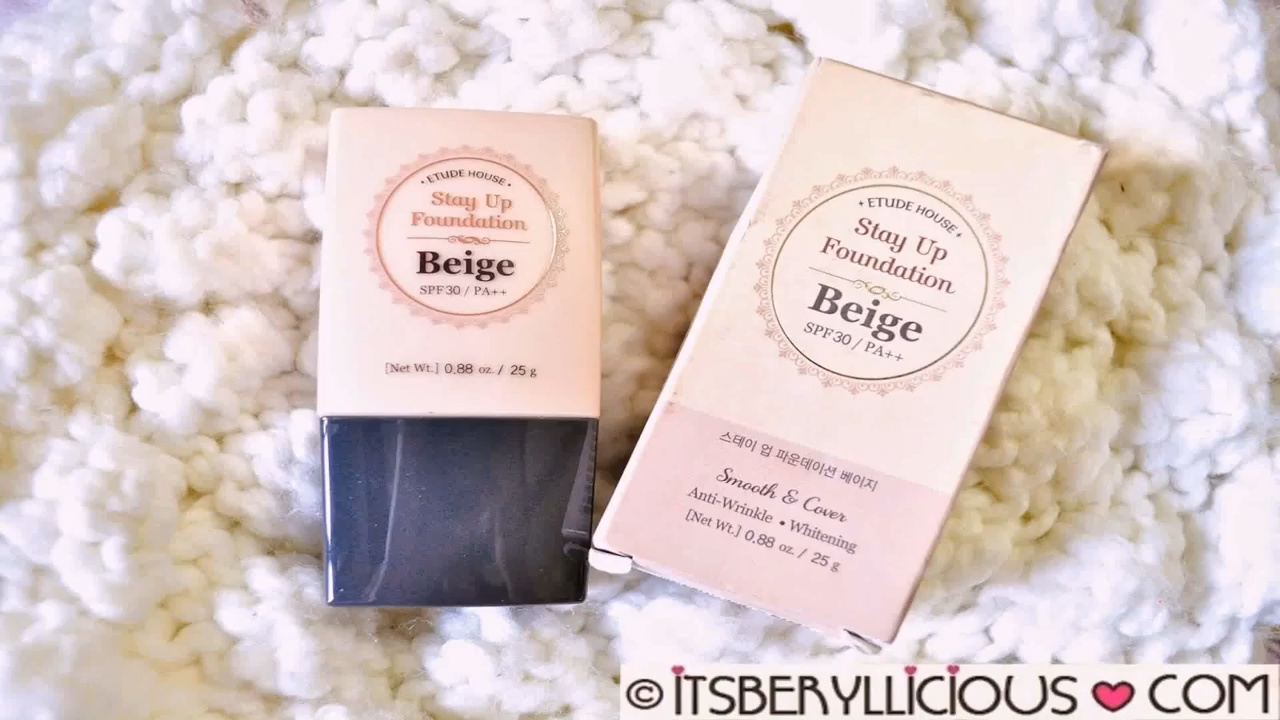 • ETUDE HOUSE •
Stay Up
Foundation
Beige
SPF30 / PA++
[Net Wt.] 0.88 oz. / 25 g
• ETUDE HOUSE •
Stay Up
Foundation
Beige
SPF30 / PA++
스테이 업 파운데이션 베이지
Smooth & Cover
Anti-Wrinkle • Whitening
[Net Wt.] 0.88 oz. / 25 g
© iTSBERYLLiCiOUS ♥ COM